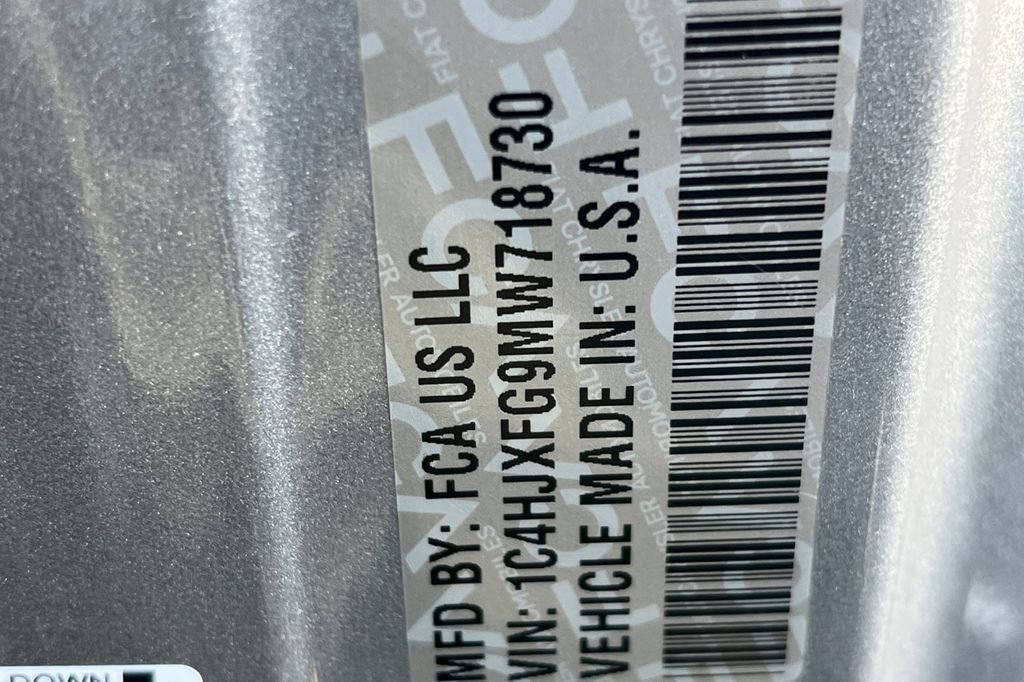 MFD BY: FCA US LLC
VIN: 1C4HJXFG9MW718730
VEHICLE MADE IN: U.S.A.
DOWN